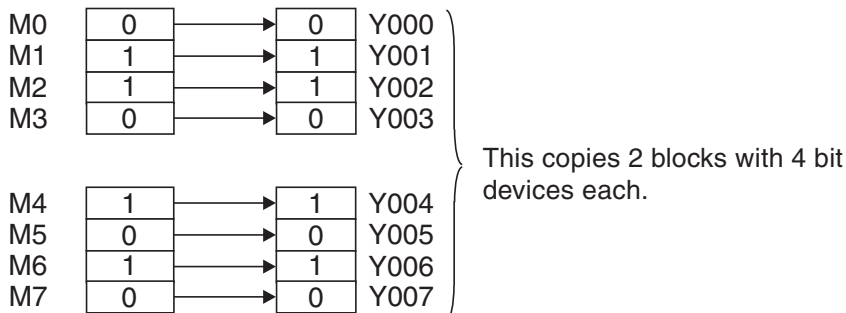 M0 0 0 Y000
M1 1 1 Y001
M2 1 1 Y002
M3 0 0 Y003
This copies 2 blocks with 4 bit
devices each.
M4 1 1 Y004
M5 0 0 Y005
M6 1 1 Y006
M7 0 0 Y007